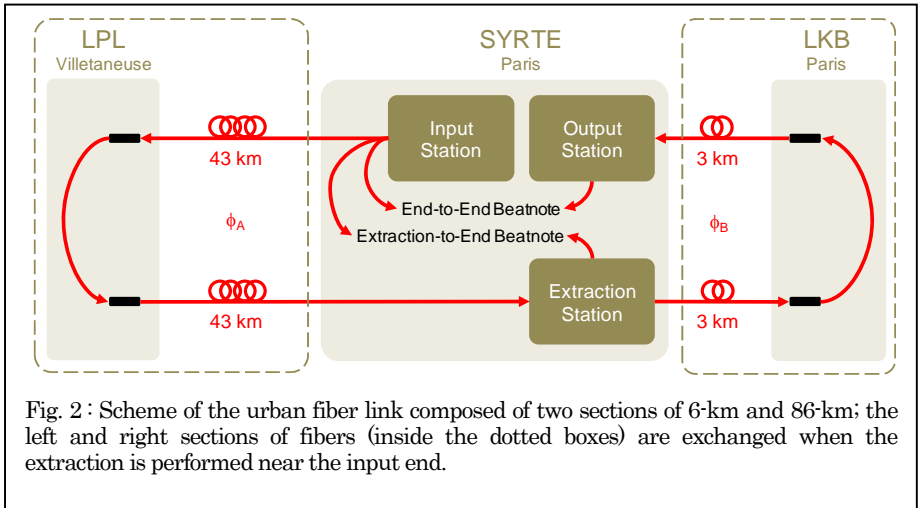 LPL
Villetaneuse
SYRTE
Paris
LKB
Paris
Input
Station
Output
Station
43 km
3 km
End-to-End Beatnote
Extraction-to-End Beatnote
ϕA
ϕB
Extraction
Station
43 km
3 km
Fig. 2 : Scheme of the urban fiber link composed of two sections of 6-km and 86-km; the
left and right sections of fibers (inside the dotted boxes) are exchanged when the
extraction is performed near the input end.